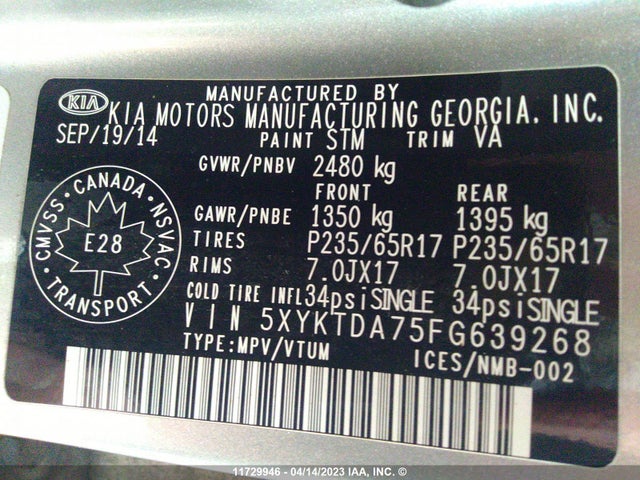 MANUFACTURED BY
KIA KIA MOTORS MANUFACTURING GEORGIA, INC.
SEP/19/14 PAINT STM TRIM VA
GVWR/PNBV 2480 kg
FRONT REAR
GAWR/PNBE 1350 kg 1395 kg
TIRES P235/65R17 P235/65R17
RIMS 7.0JX17 7.0JX17
COLD TIRE INFL 34psiSINGLE 34psiSINGLE
VIN 5XYKTDA75FG639268
TYPE:MPV/VTUM ICES/NMB-002
CANADA
CMVSS • NSVAC
E28
TRANSPORT
11729946 - 04/14/2023 IAA, INC. ©